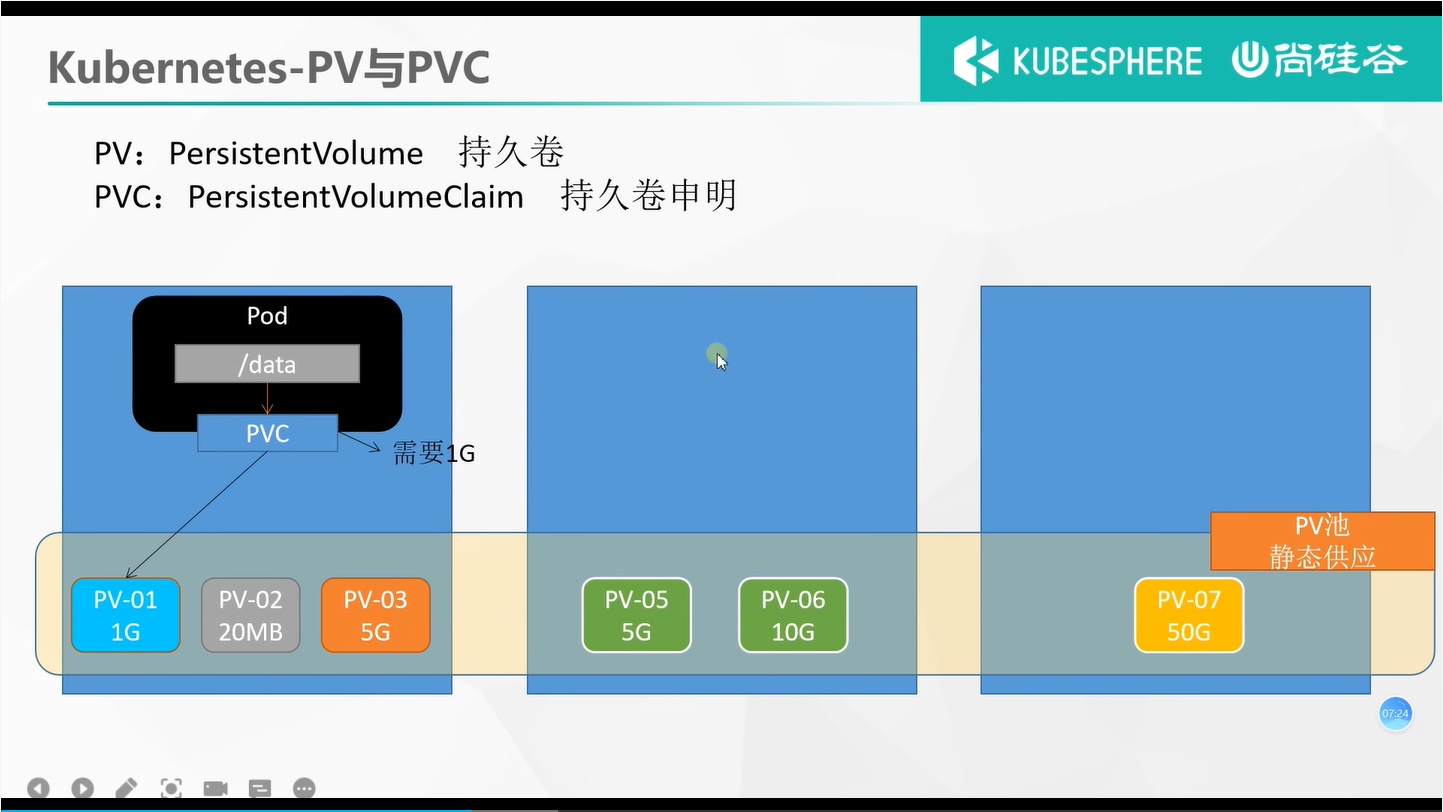 Kubernetes-PV与PVC
KUBESPHERE 尚硅谷
PV：PersistentVolume 持久卷
PVC：PersistentVolumeClaim 持久卷申明
Pod
/data
PVC
需要1G
PV池
静态供应
PV-01
1G
PV-02
20MB
PV-03
5G
PV-05
5G
PV-06
10G
PV-07
50G
07:24